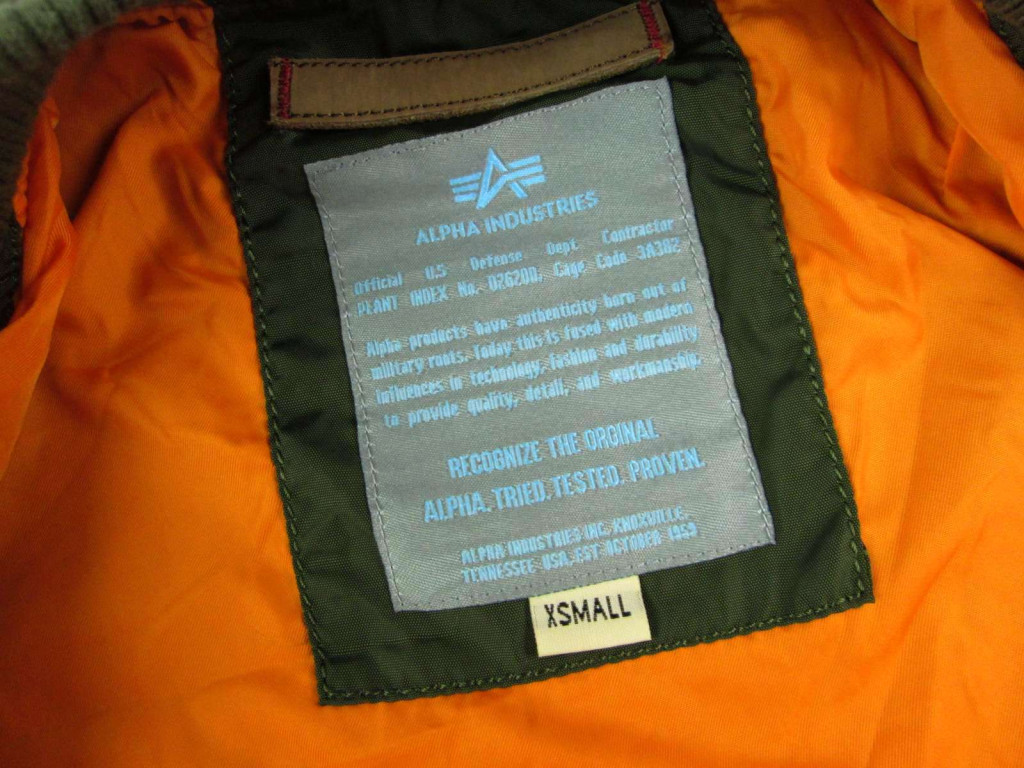 ALPHA INDUSTRIES
Official U.S Defense Dept Contractor
PLANT INDEX No. 02620D, Cage Code 3A382
Alpha products have authenticity born out of
military roots. Today this is fused with modern
influences in technology, fashion and durability
to provide quality, detail, and workmanship.
RECOGNIZE THE ORGINAL
ALPHA. TRIED. TESTED. PROVEN.
ALPHA INDUSTRIES INC. KNOXVILLE.
TENNESSEE USA. EST OCTOBER 1959
XSMALL